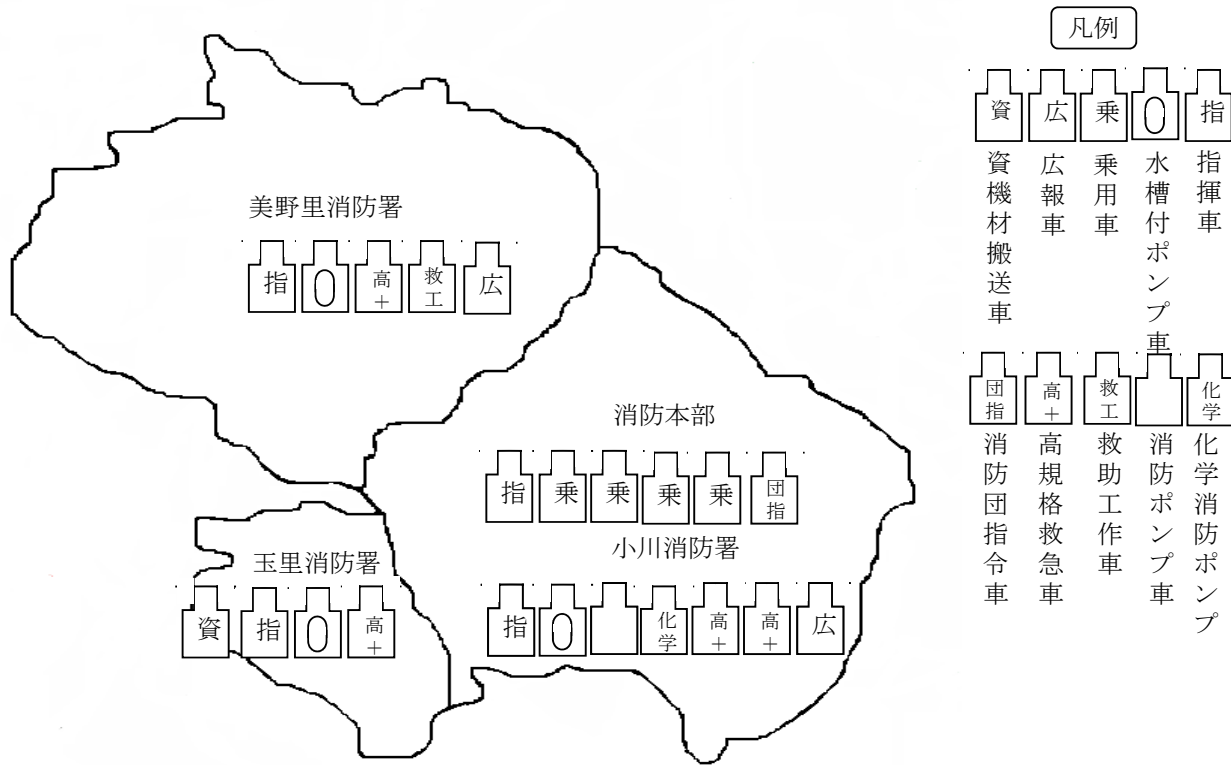 凡例
資 広 乗 指
資機材搬送車
広報車
乗用車
水槽付ポンプ車
指揮車
団指 高+ 救工 化学
消防団指令車
高規格救急車
救助工作車
消防ポンプ車
化学消防ポンプ
美野里消防署
指 高+ 救工 広
消防本部
指 乗 乗 乗 乗 団指
小川消防署
指 化学 高+ 高+ 広
玉里消防署
資 指 高+